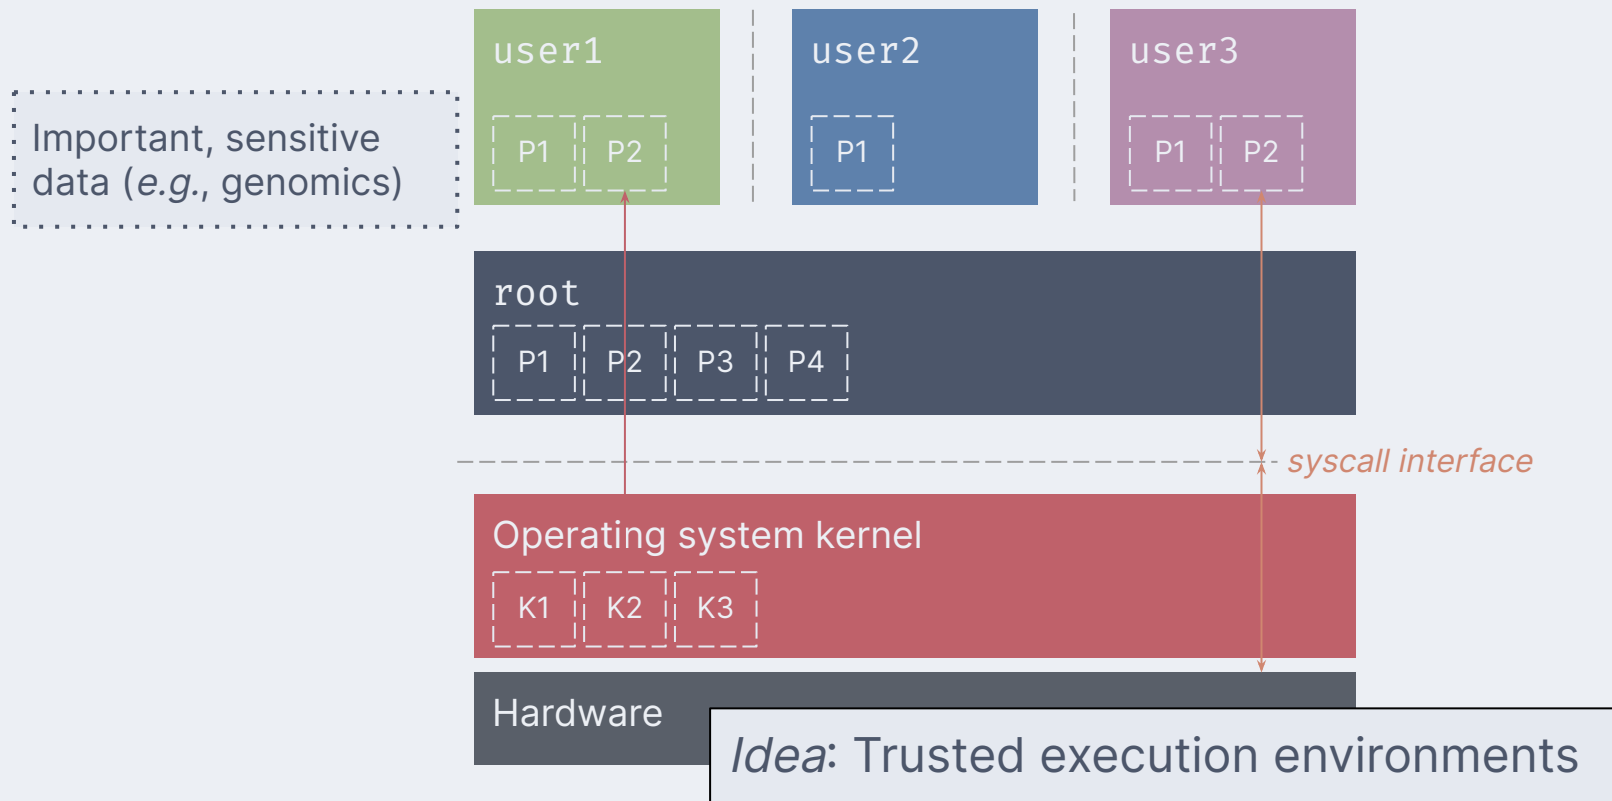 user1
user2
user3
Important, sensitive
data (e.g., genomics)
P1 P2
P1
P1 P2
root
P1 P2 P3 P4
syscall interface
Operating system kernel
K1 K2 K3
Hardware
Idea: Trusted execution environments